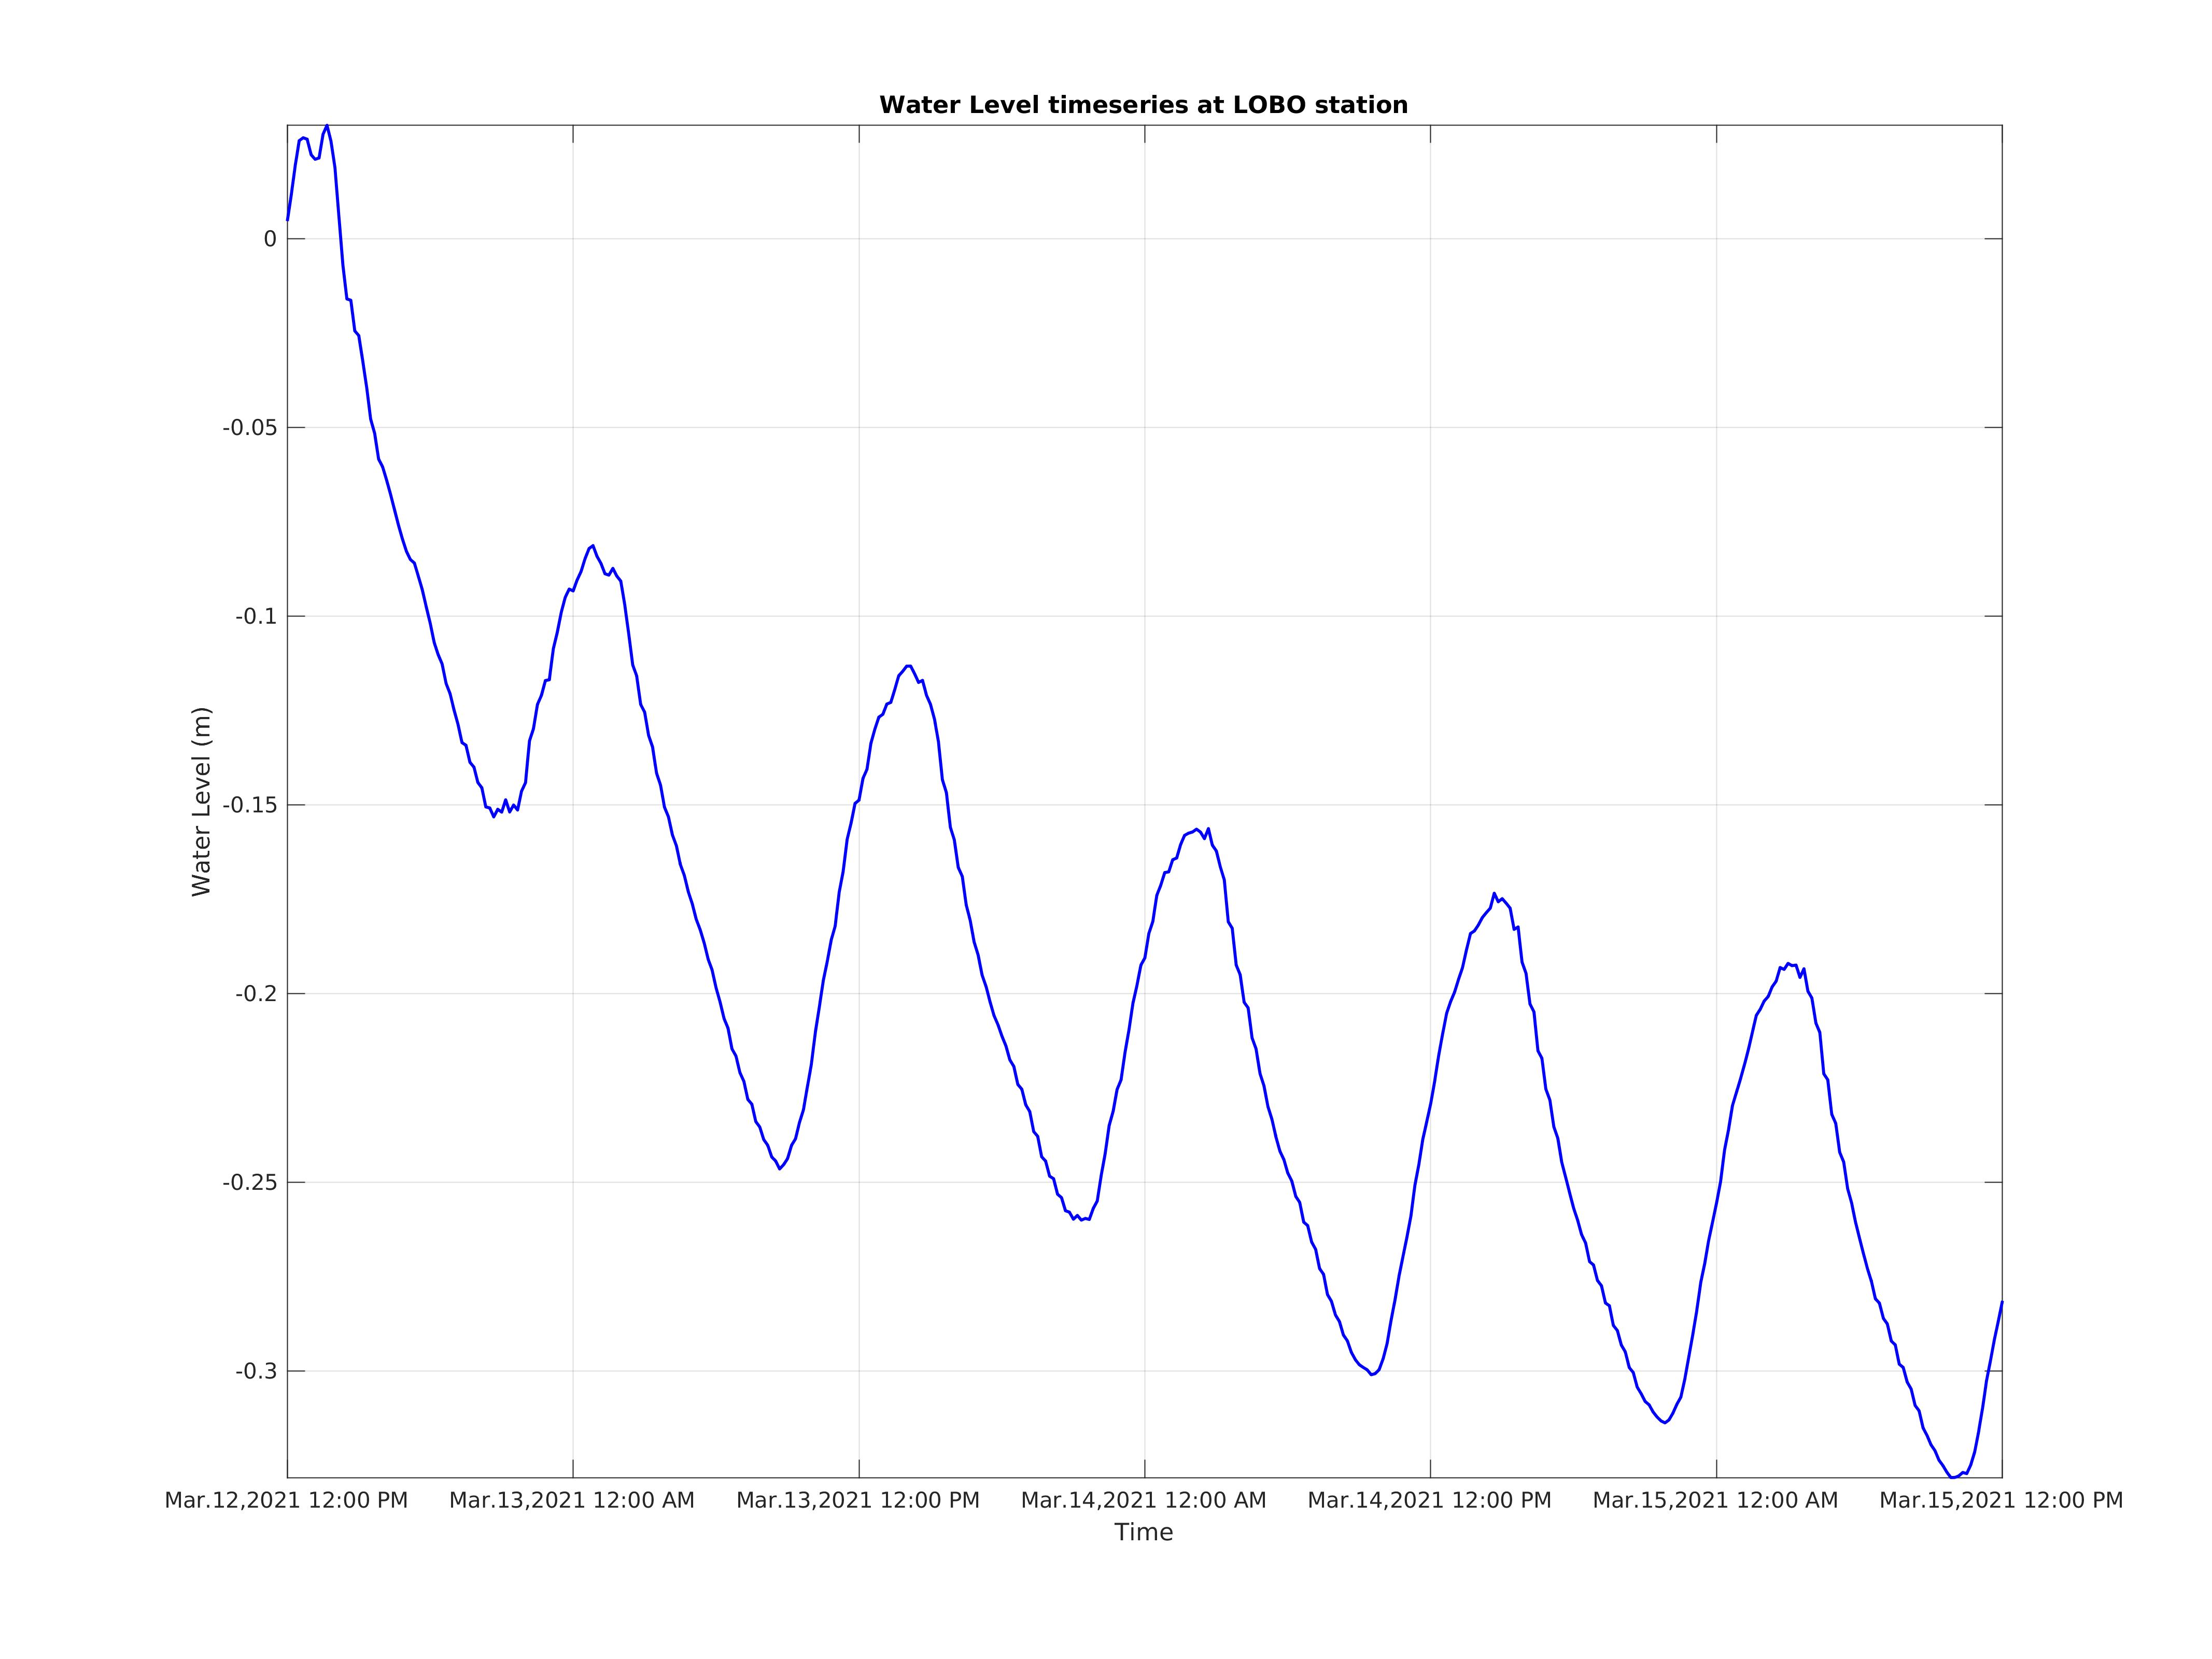 Water Level timeseries at LOBO station
0
-0.05
-0.1
-0.15
-0.2
-0.25
-0.3
Water Level (m)
Mar.12,2021 12:00 PM Mar.13,2021 12:00 AM Mar.13,2021 12:00 PM Mar.14,2021 12:00 AM Mar.14,2021 12:00 PM Mar.15,2021 12:00 AM Mar.15,2021 12:00 PM
Time